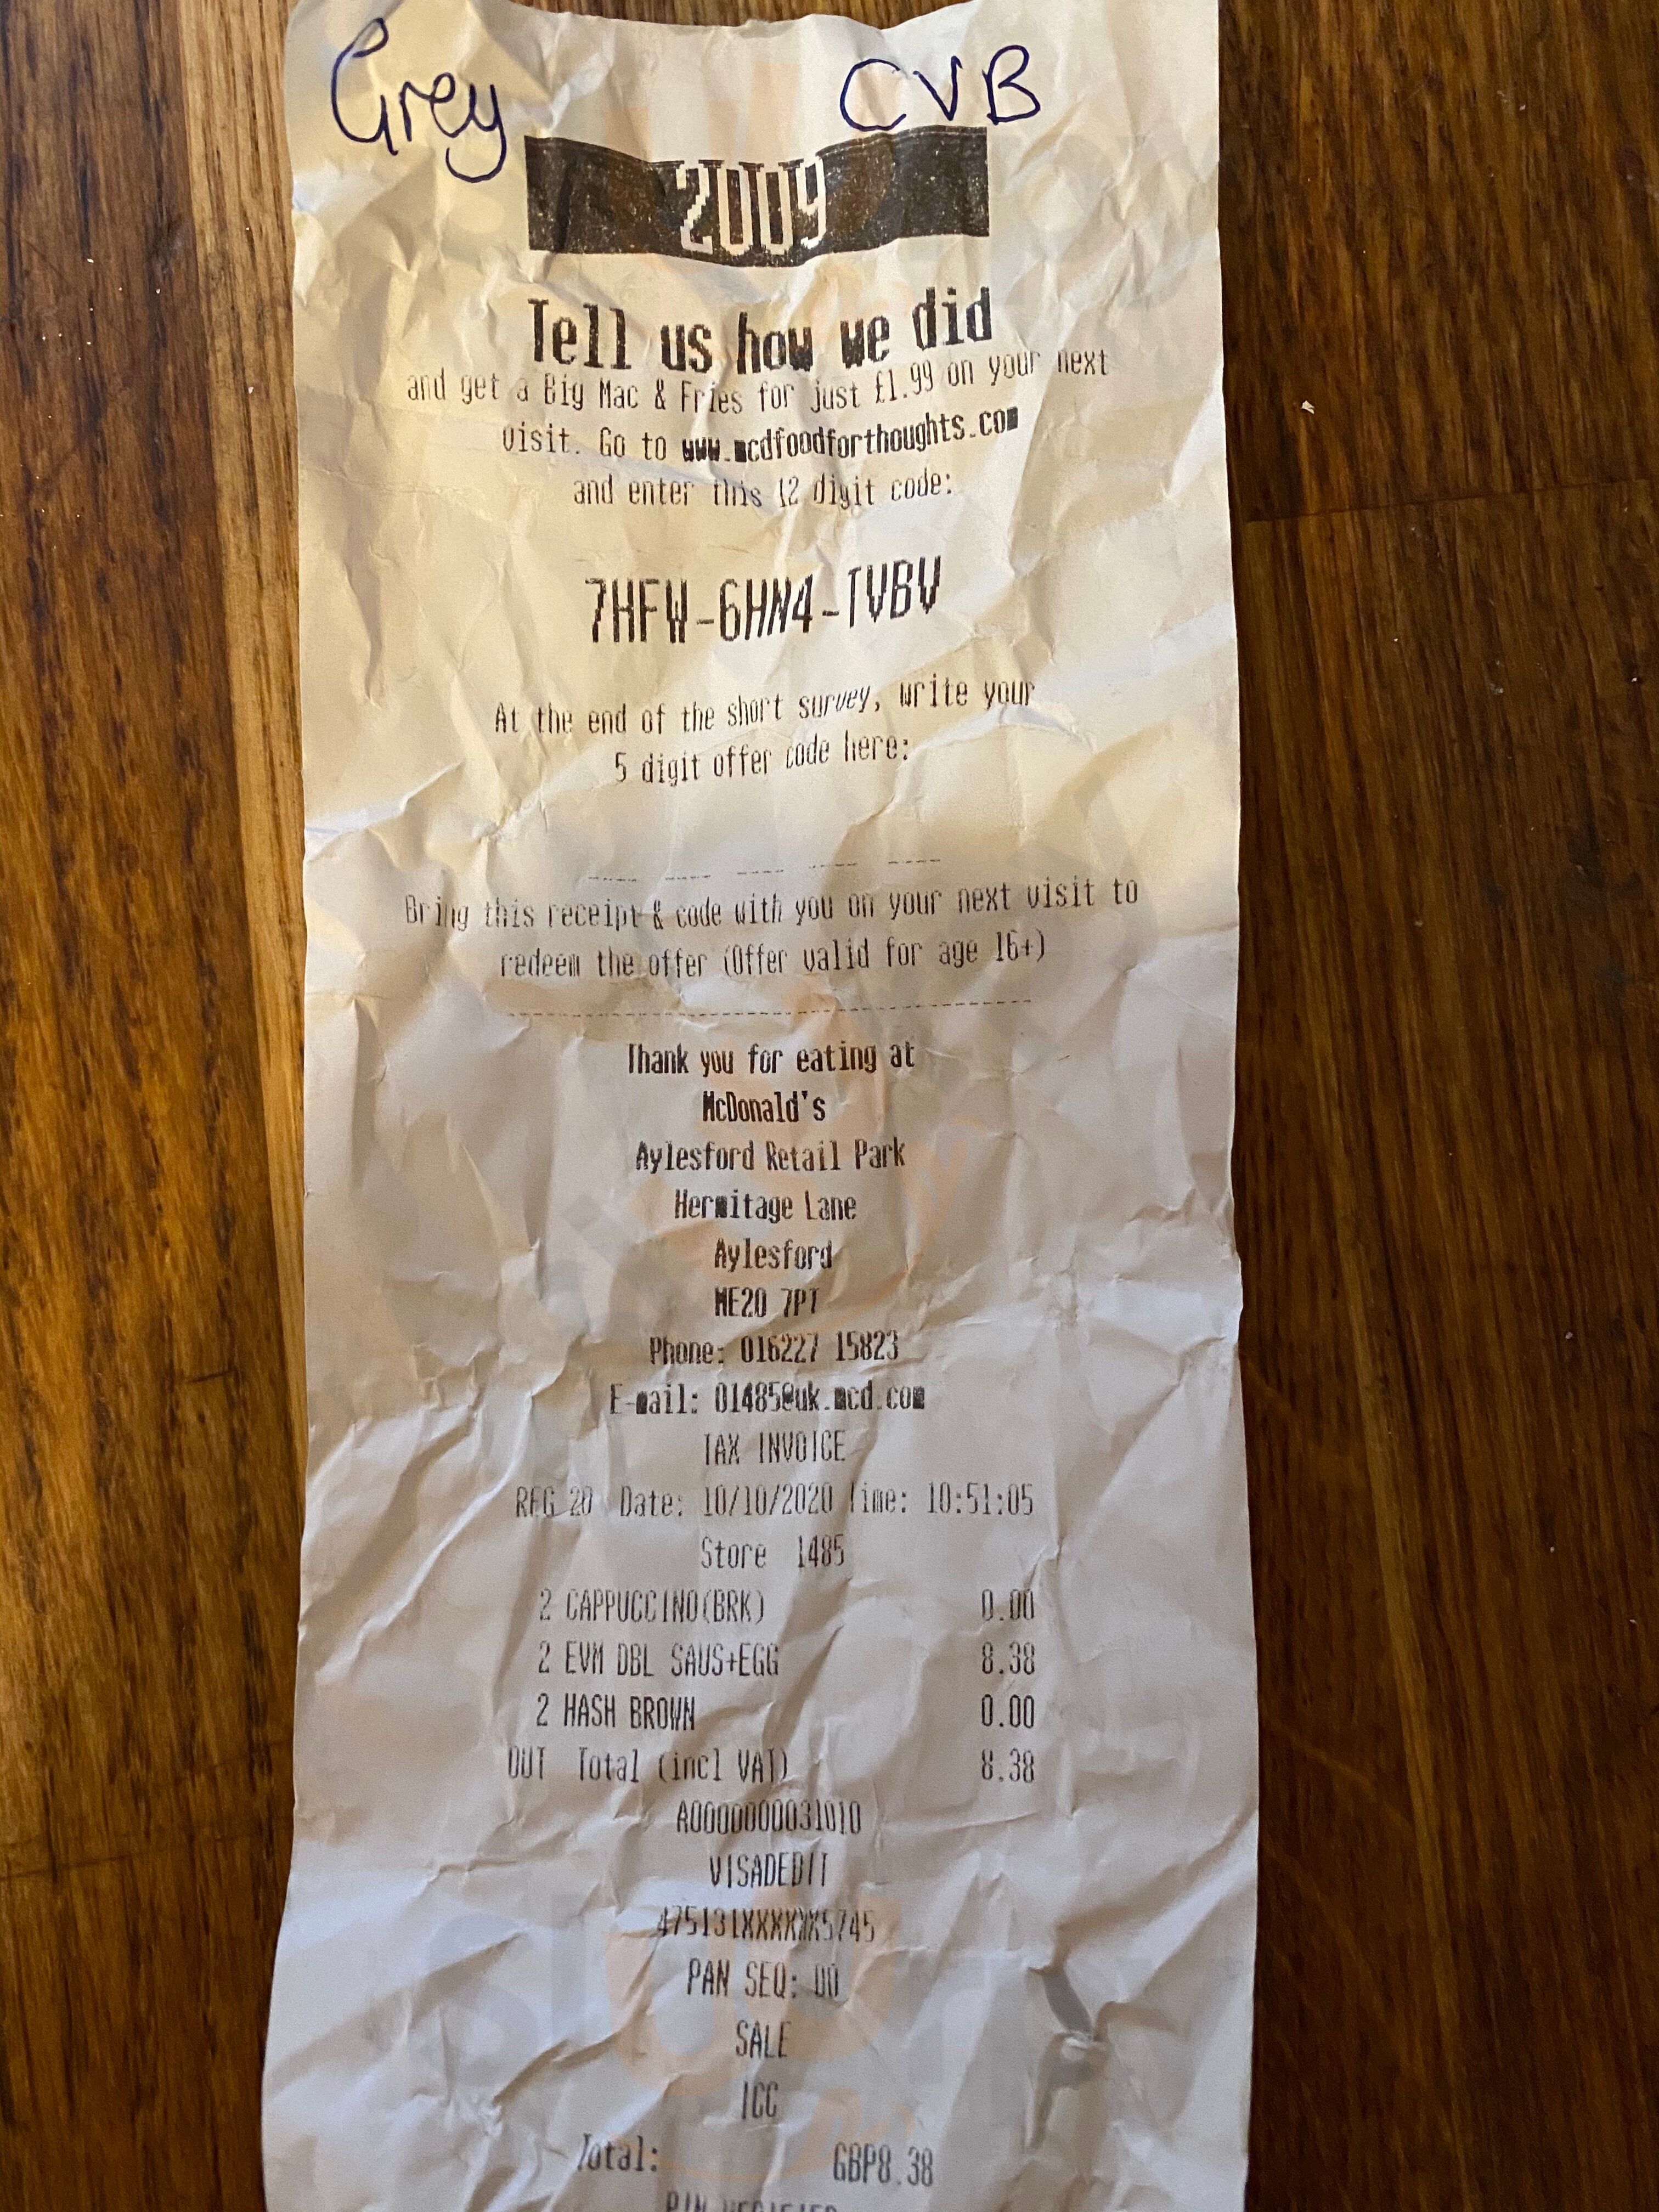 Grey CVB
2009
Tell us how we did
and get a Big Mac & Fries for just £1.99 on your next
visit. Go to www.mcdfoodforthoughts.com
and enter this 12 digit code:
7HFW-6HN4-TVBV
At the end of the short survey, write your
5 digit offer code here:
Bring this receipt & code with you on your next visit to
redeem the offer (Offer valid for age 16+)
Thank you for eating at
McDonald's
Aylesford Retail Park
Hermitage Lane
Aylesford
ME20 7PT
Phone: 016227 15823
E-mail: 01485@uk.mcd.com
TAX INVOICE
REG 20 Date: 10/10/2020 Time: 10:51:05
Store 1485
2 CAPPUCCINO(BRK) 0.00
2 EVM DBL SAUS+EGG 8.38
2 HASH BROWN 0.00
OUT Total (incl VAT) 8.38
A0000000031010
VISADEDIT
475131XXXXXX5745
PAN SEQ: 00
SALE
ICC
Total: GBP8.38
PIN VERIFIED